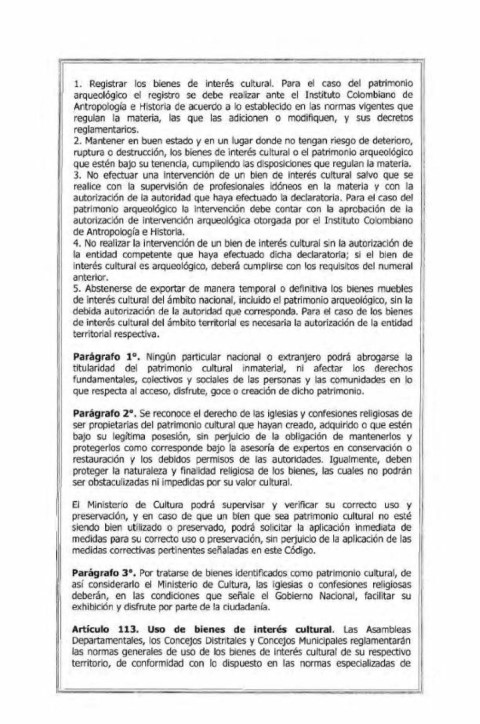 1. Registrar los bienes de interés cultural. Para el caso del patrimonio
arqueológico el registro se debe realizar ante el Instituto Colombiano de
Antropología e Historia de acuerdo a lo establecido en las normas vigentes que
regulan la materia, las que las adicionen o modifiquen, y sus decretos
reglamentarios.
2. Mantener en buen estado y en un lugar donde no tengan riesgo de deterioro,
ruptura o destrucción, los bienes de interés cultural o el patrimonio arqueológico
que estén bajo su tenencia, cumpliendo las disposiciones que regulan la materia.
3. No efectuar una intervención de un bien de interés cultural salvo que se
realice con la supervisión de profesionales idóneos en la materia y con la
autorización de la autoridad que haya efectuado la declaratoria. Para el caso del
patrimonio arqueológico la intervención debe contar con la aprobación de la
autorización de intervención arqueológica otorgada por el Instituto Colombiano
de Antropología e Historia.
4. No realizar la intervención de un bien de interés cultural sin la autorización de
la entidad competente que haya efectuado dicha declaratoria; si el bien de
interés cultural es arqueológico, deberá cumplirse con los requisitos del numeral
anterior.
5. Abstenerse de exportar de manera temporal o definitiva los bienes muebles
de interés cultural del ámbito nacional, incluido el patrimonio arqueológico, sin la
debida autorización de la autoridad que corresponda. Para el caso de los bienes
de interés cultural del ámbito territorial es necesaria la autorización de la entidad
territorial respectiva.
Parágrafo 1°. Ningún particular nacional o extranjero podrá abrogarse la
titularidad del patrimonio cultural inmaterial, ni afectar los derechos
fundamentales, colectivos y sociales de las personas y las comunidades en lo
que respecta al acceso, disfrute, goce o creación de dicho patrimonio.
Parágrafo 2°. Se reconoce el derecho de las iglesias y confesiones religiosas de
ser propietarias del patrimonio cultural que hayan creado, adquirido o que estén
bajo su legítima posesión, sin perjuicio de la obligación de mantenerlos y
protegerlos como corresponde bajo la asesoría de expertos en conservación o
restauración y los debidos permisos de las autoridades. Igualmente, deben
proteger la naturaleza y finalidad religiosa de los bienes, las cuales no podrán
ser obstaculizadas ni impedidas por su valor cultural.
El Ministerio de Cultura podrá supervisar y verificar su correcto uso y
preservación, y en caso de que un bien que sea patrimonio cultural no esté
siendo bien utilizado o preservado, podrá solicitar la aplicación inmediata de
medidas para su correcto uso o preservación, sin perjuicio de la aplicación de las
medidas correctivas pertinentes señaladas en este Código.
Parágrafo 3°. Por tratarse de bienes identificados como patrimonio cultural, de
así considerarlo el Ministerio de Cultura, las iglesias o confesiones religiosas
deberán, en las condiciones que señale el Gobierno Nacional, facilitar su
exhibición y disfrute por parte de la ciudadanía.
Artículo 113. Uso de bienes de interés cultural. Las Asambleas
Departamentales, los Concejos Distritales y Concejos Municipales reglamentarán
las normas generales de uso de los bienes de interés cultural de su respectivo
territorio, de conformidad con lo dispuesto en las normas especializadas de